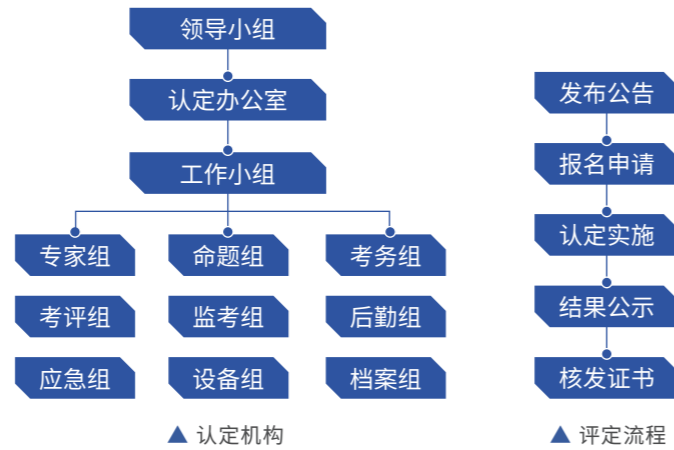 领导小组
认定办公室
工作小组
专家组 命题组 考务组
考评组 监考组 后勤组
应急组 设备组 档案组
▲ 认定机构
发布公告
报名申请
认定实施
结果公示
核发证书
▲ 评定流程